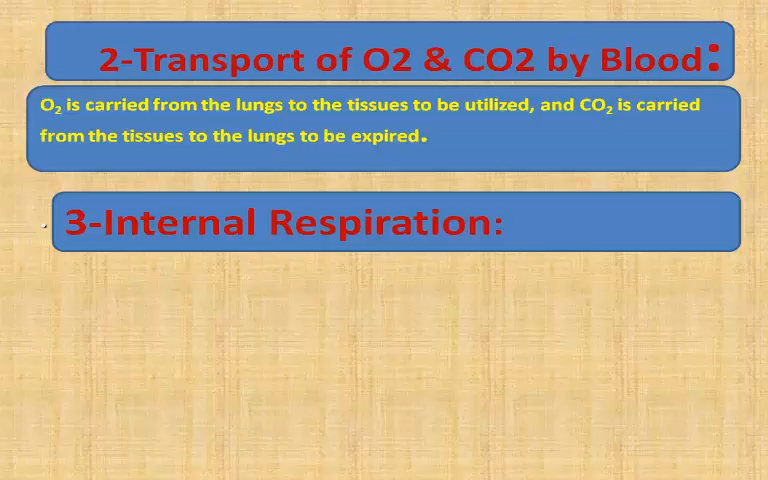 2-Transport of O2 & CO2 by Blood:
O₂ is carried from the lungs to the tissues to be utilized, and CO₂ is carried
from the tissues to the lungs to be expired.
3-Internal Respiration: